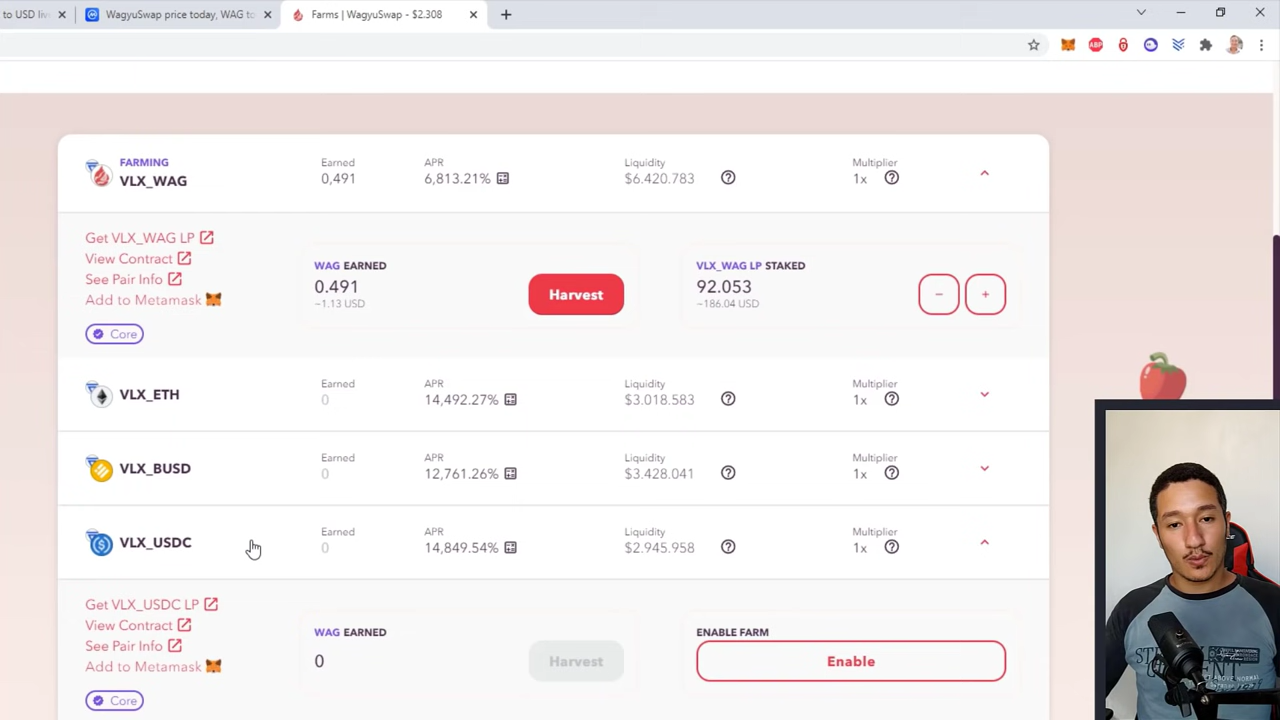 to USD liv
WagyuSwap price today, WAG to
Farms | WagyuSwap - $2.308
ABP
FARMING
VLX_WAG
Earned
0,491
APR
6,813.21%
Liquidity
$6.420.783
Multiplier
1x
Get VLX_WAG LP
View Contract
See Pair Info
Add to Metamask
Core
WAG EARNED
0.491
~1.13 USD
Harvest
VLX_WAG LP STAKED
92.053
~186.04 USD
VLX_ETH
Earned
0
APR
14,492.27%
Liquidity
$3.018.583
Multiplier
1x
VLX_BUSD
Earned
0
APR
12,761.26%
Liquidity
$3.428.041
Multiplier
1x
VLX_USDC
Earned
0
APR
14,849.54%
Liquidity
$2.945.958
Multiplier
1x
Get VLX_USDC LP
View Contract
See Pair Info
Add to Metamask
Core
WAG EARNED
0
Harvest
ENABLE FARM
Enable